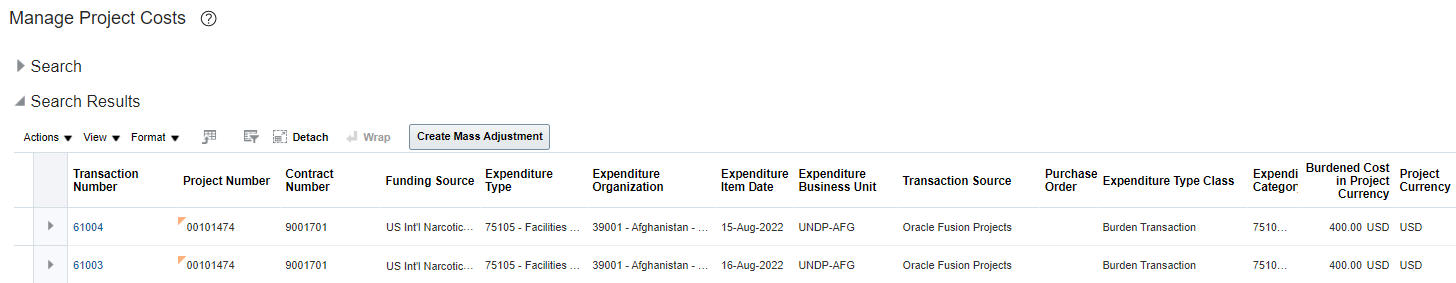 Manage Project Costs ?
Search
Search Results
Actions View Format Detach Wrap Create Mass Adjustment
Transaction Number Project Number Contract Number Funding Source Expenditure Type Expenditure Organization Expenditure Item Date Expenditure Business Unit Transaction Source Purchase Order Expenditure Type Class Expendi Categor Burdened Cost in Project Currency Project Currency
61004 00101474 9001701 US Int'l Narcotic... 75105 - Facilities ... 39001 - Afghanistan - ... 15-Aug-2022 UNDP-AFG Oracle Fusion Projects Burden Transaction 7510... 400.00 USD USD
61003 00101474 9001701 US Int'l Narcotic... 75105 - Facilities ... 39001 - Afghanistan - ... 16-Aug-2022 UNDP-AFG Oracle Fusion Projects Burden Transaction 7510... 400.00 USD USD